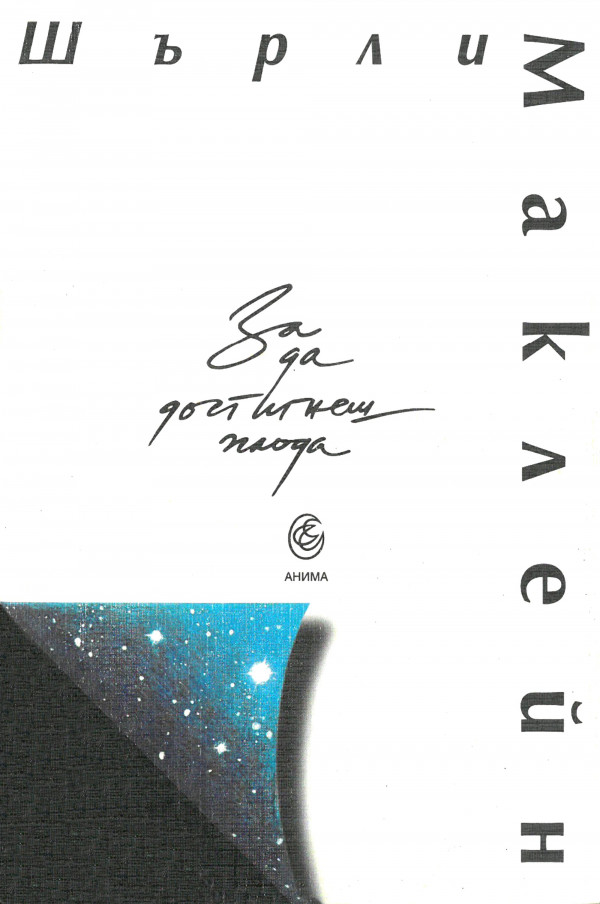 Шърли
Маклейн
За
да
достигнеш
плода
АНИМА